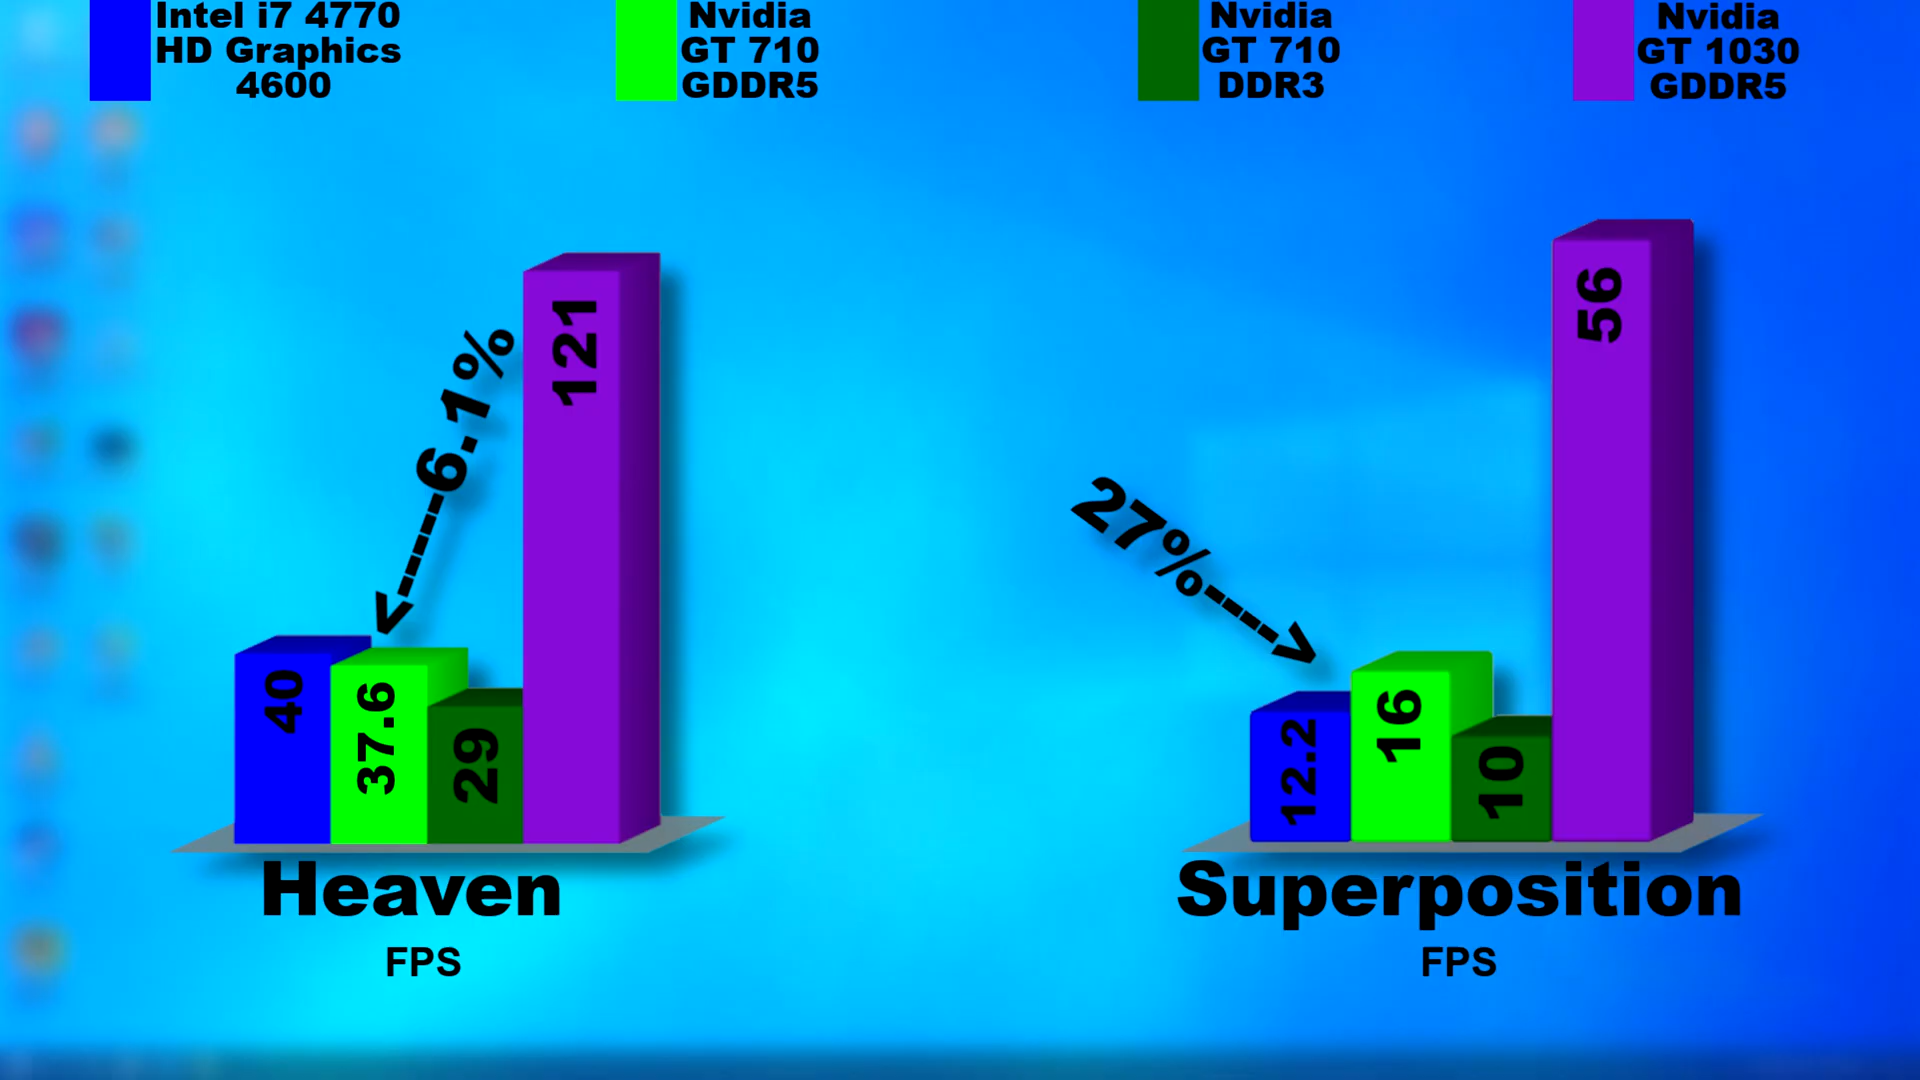 Intel i7 4770
HD Graphics
4600
Nvidia
GT 710
GDDR5
Nvidia
GT 710
DDR3
Nvidia
GT 1030
GDDR5
6.1%
40
37.6
29
121
Heaven
FPS
27%
12.2
16
10
56
Superposition
FPS